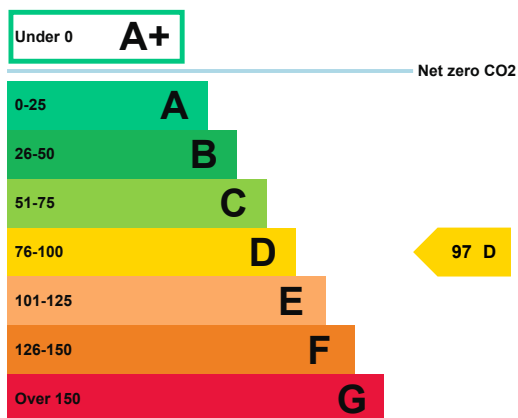 Under 0 A+
Net zero CO2
0-25 A
26-50 B
51-75 C
76-100 D 97 D
101-125 E
126-150 F
Over 150 G